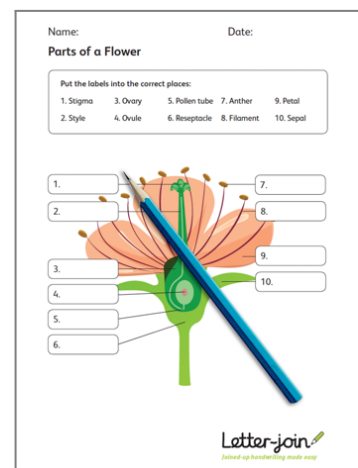 Name: Date:
Parts of a Flower
Put the labels into the correct places:
1. Stigma 3. Ovary 5. Pollen tube 7. Anther 9. Petal
2. Style 4. Ovule 6. Reseptacle 8. Filament 10. Sepal
1. 7.
2. 8.
3. 9.
4. 10.
5.
6.
Letter-join
Joined-up handwriting made easy